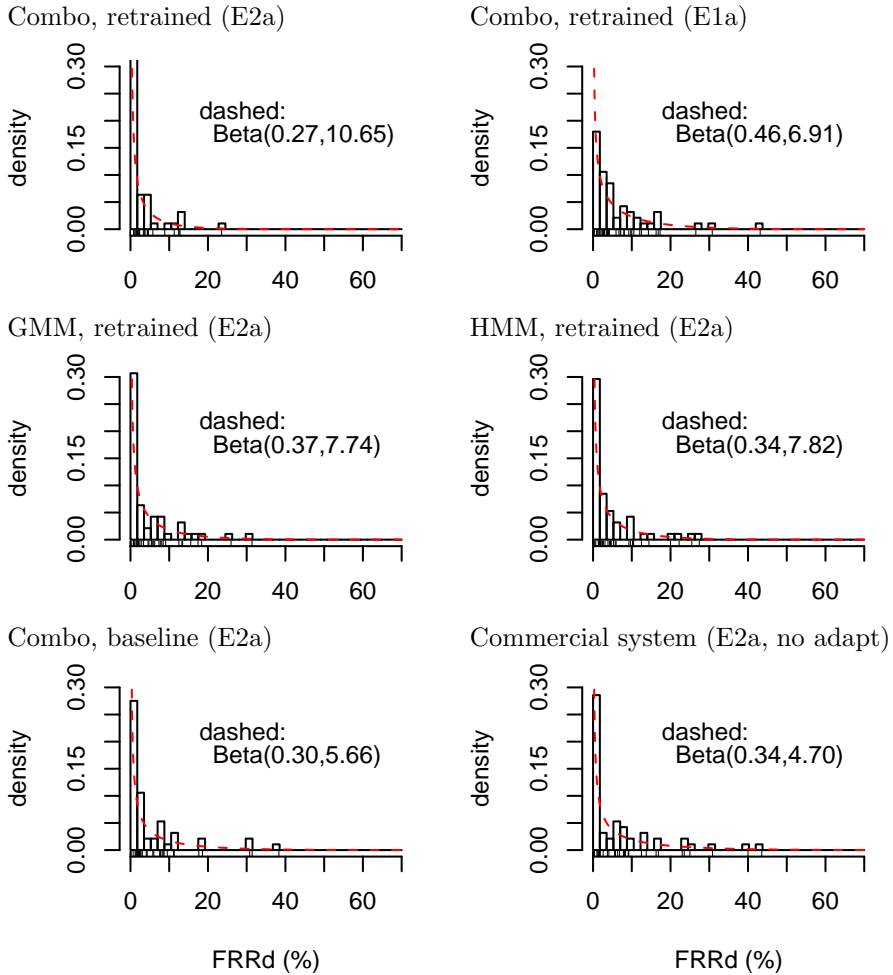 Combo, retrained (E2a)
density
0.00 0.15 0.30
dashed:
Beta(0.27,10.65)
0 20 40 60
Combo, retrained (E1a)
density
0.00 0.15 0.30
dashed:
Beta(0.46,6.91)
0 20 40 60
GMM, retrained (E2a)
density
0.00 0.15 0.30
dashed:
Beta(0.37,7.74)
0 20 40 60
HMM, retrained (E2a)
density
0.00 0.15 0.30
dashed:
Beta(0.34,7.82)
0 20 40 60
Combo, baseline (E2a)
density
0.00 0.15 0.30
dashed:
Beta(0.30,5.66)
0 20 40 60
FRRd (%)
Commercial system (E2a, no adapt)
density
0.00 0.15 0.30
dashed:
Beta(0.34,4.70)
0 20 40 60
FRRd (%)